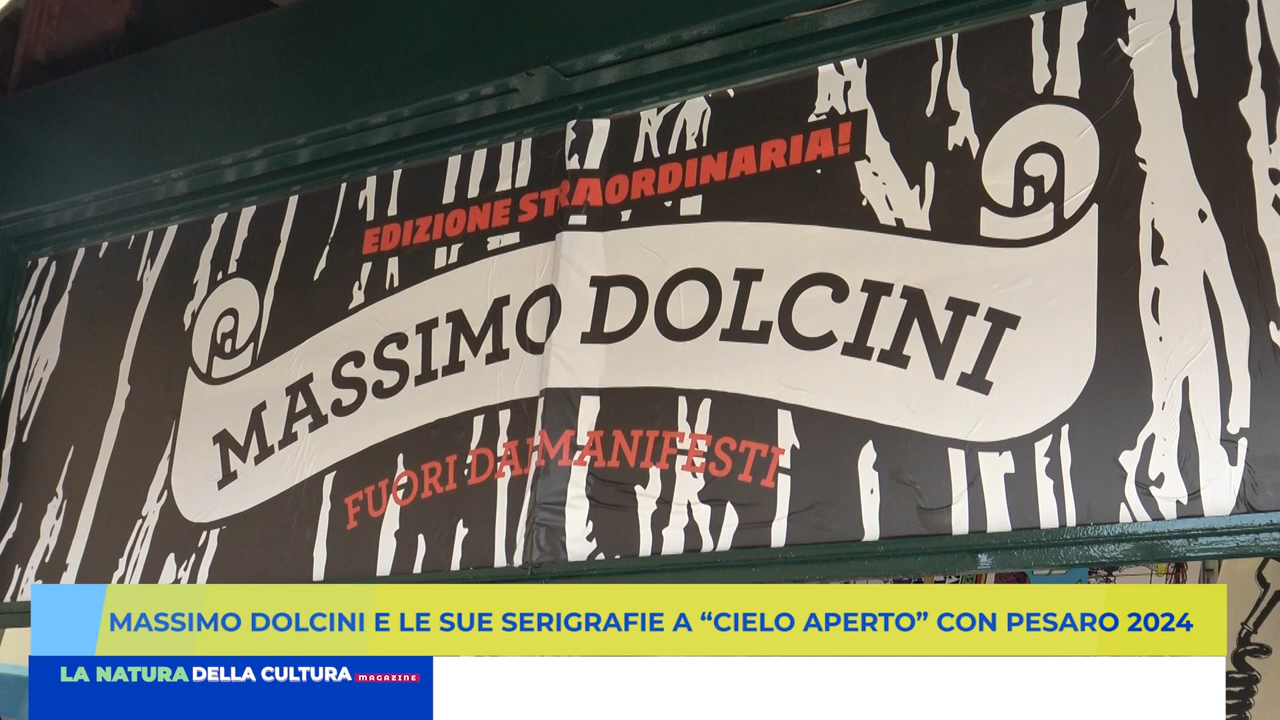 EDIZIONE STRAORDINARIA!
MASSIMO DOLCINI
FUORI DAI MANIFESTI
MASSIMO DOLCINI E LE SUE SERIGRAFIE A “CIELO APERTO” CON PESARO 2024
LA NATURA DELLA CULTURA MAGAZINE